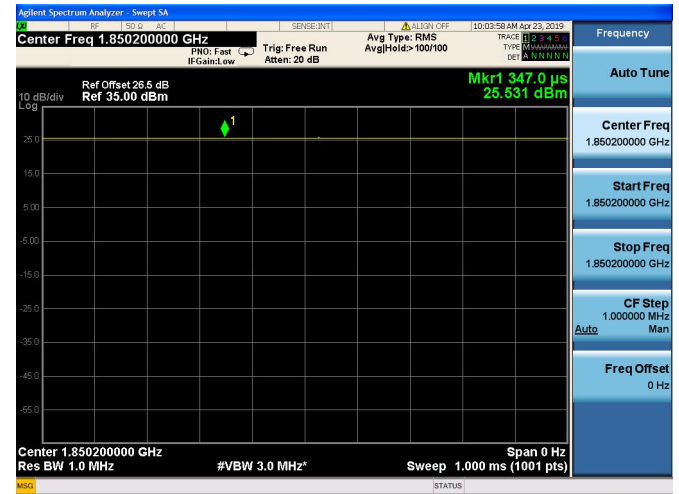 Agilent Spectrum Analyzer - Swept SA
RF 50 Ω AC SENSE:INT ALIGN OFF 10:03:58 AM Apr 23, 2019
Center Freq 1.850200000 GHz
PNO: Fast
IFGain:Low
Trig: Free Run
Atten: 20 dB
Avg Type: RMS
Avg|Hold:>100/100
TRACE 1 2 3 4 5 6
TYPE M
DET A N N N N N
Frequency
Auto Tune
Center Freq
1.850200000 GHz
Start Freq
1.850200000 GHz
Stop Freq
1.850200000 GHz
CF Step
1.000000 MHz
Auto Man
Freq Offset
0 Hz
Mkr1 347.0 µs
25.531 dBm
Ref Offset 26.5 dB
10 dB/div Ref 35.00 dBm
Log
1
25.0
15.0
5.00
-5.00
-15.0
-25.0
-35.0
-45.0
-55.0
Center 1.850200000 GHz Span 0 Hz
Res BW 1.0 MHz #VBW 3.0 MHz* Sweep 1.000 ms (1001 pts)
MSG STATUS